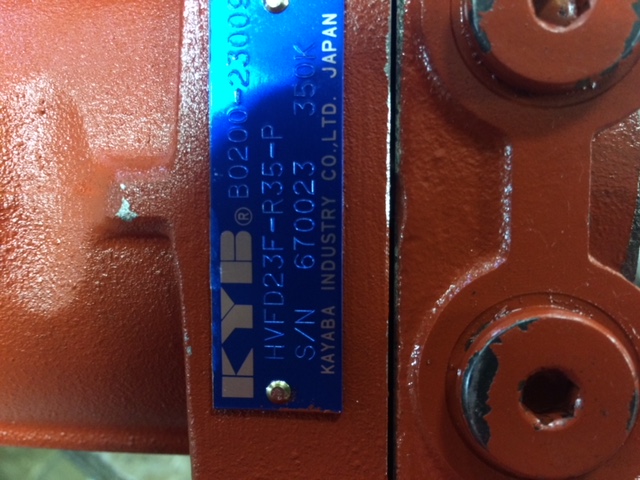 KYB® B0200-23009
HVFD23F-R35-P
S/N 670023 350K
KAYABA INDUSTRY CO.,LTD. JAPAN